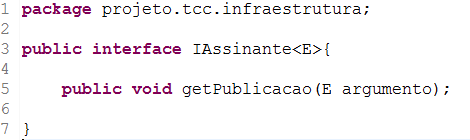 1 package projeto.tcc.infraestrutura;
2
3 public interface IAssinante<E>{
4
5     public void getPublicacao(E argumento);
6
7 }